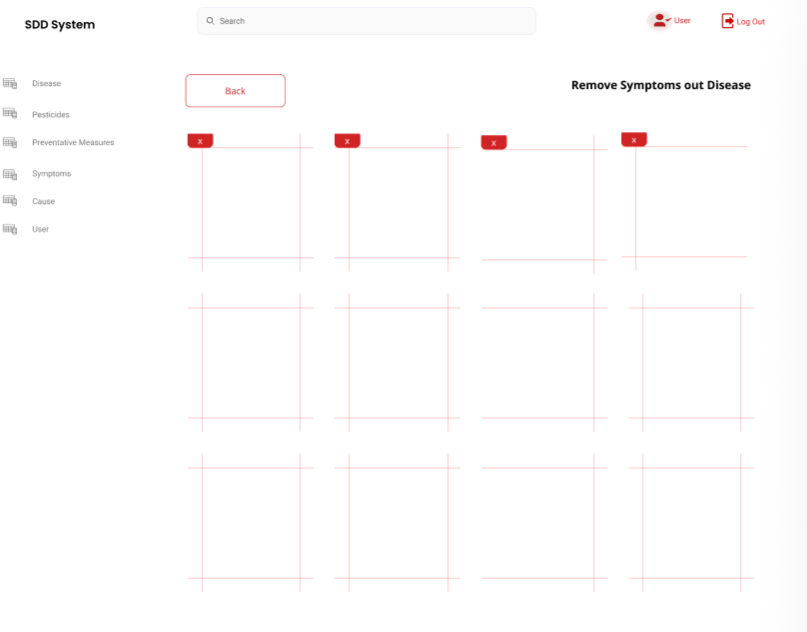 SDD System
Search
User
Log Out
Disease
Pesticides
Preventative Measures
Symptoms
Cause
User
Back
Remove Symptoms out Disease
x
x
x
x